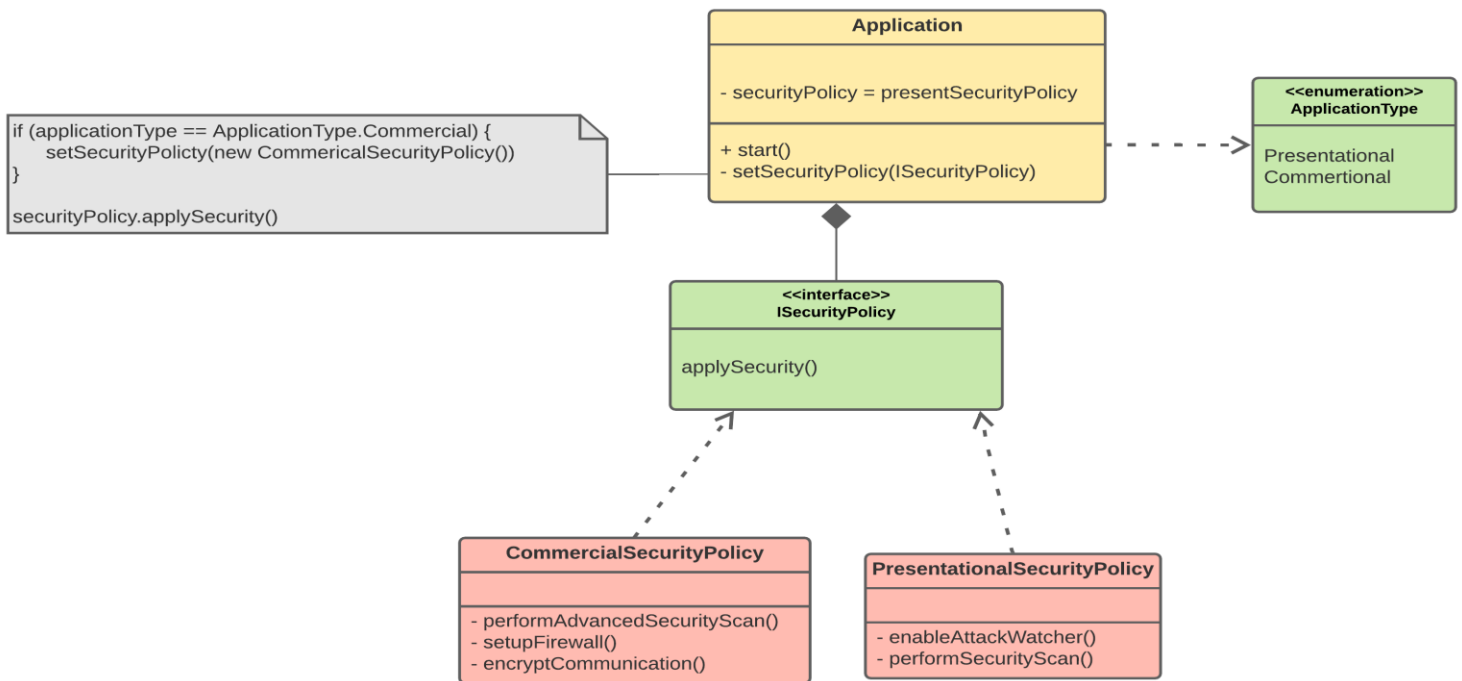 Application
- securityPolicy = presentSecurityPolicy
+ start()
- setSecurityPolicy(ISecurityPolicy)
<<enumeration>>
ApplicationType
Presentational
Commertional
if (applicationType == ApplicationType.Commercial) {
setSecurityPolicty(new CommericalSecurityPolicy())
}
securityPolicy.applySecurity()
<<interface>>
ISecurityPolicy
applySecurity()
CommercialSecurityPolicy
- performAdvancedSecurityScan()
- setupFirewall()
- encryptCommunication()
PresentationalSecurityPolicy
- enableAttackWatcher()
- performSecurityScan()